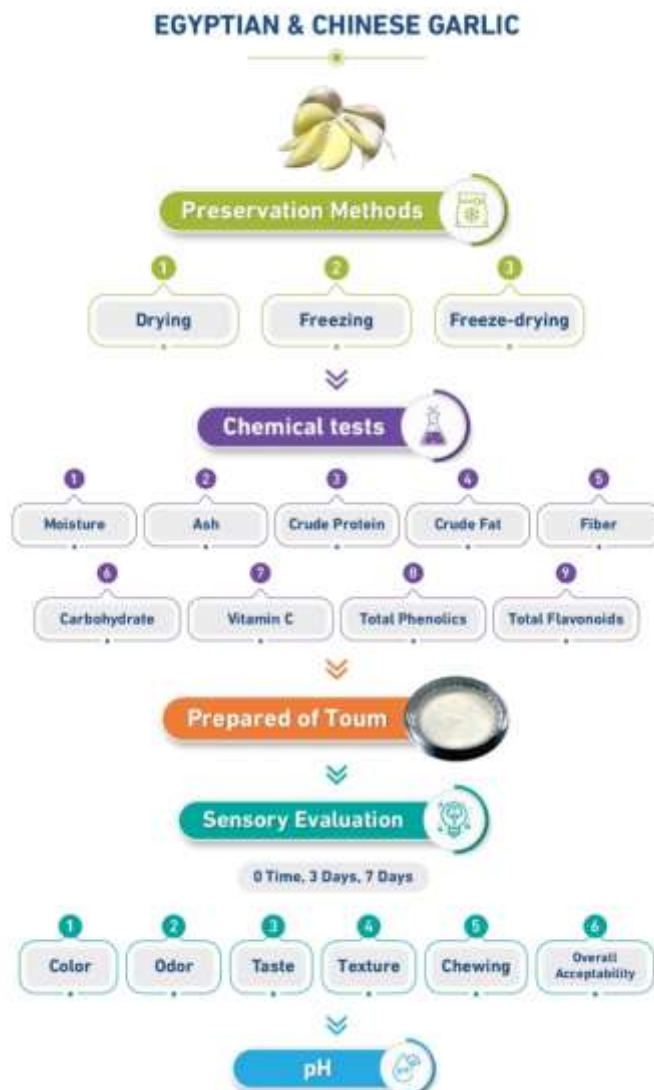 EGYPTIAN & CHINESE GARLIC
Preservation Methods
1 2 3
Drying Freezing Freeze-drying
Chemical tests
1 2 3 4 5
Moisture Ash Crude Protein Crude Fat Fiber
6 7 8 9
Carbohydrate Vitamin C Total Phenolics Total Flavonoids
Prepared of Toum
Sensory Evaluation
0 Time, 3 Days, 7 Days
1 2 3 4 5 6
Color Odor Taste Texture Chewing Overall
Acceptability
pH